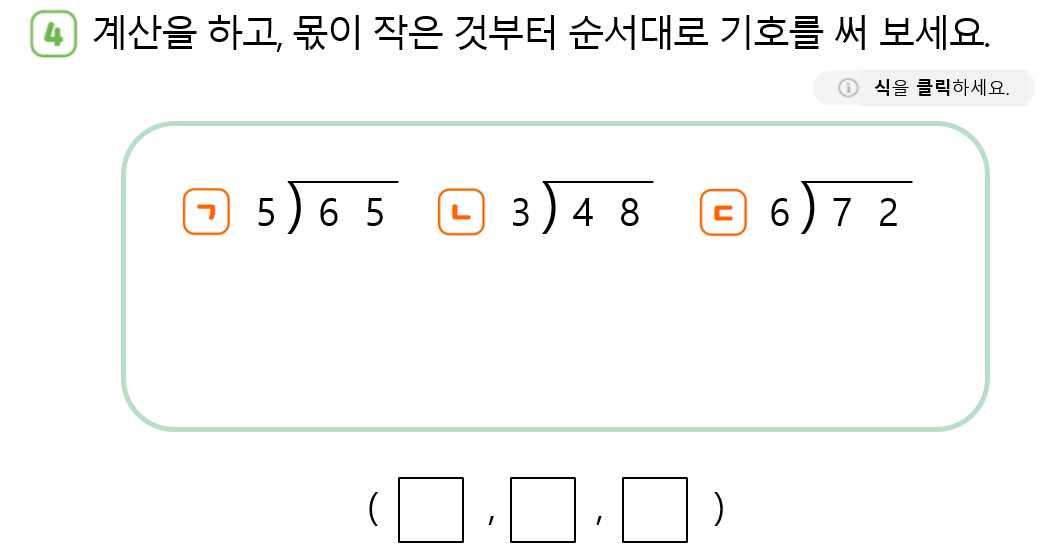 4 계산을 하고, 몫이 작은 것부터 순서대로 기호를 써 보세요.
식을 클릭하세요.
ㄱ 5)6 5 ㄴ 3)4 8 ㄷ 6)7 2
( , , )